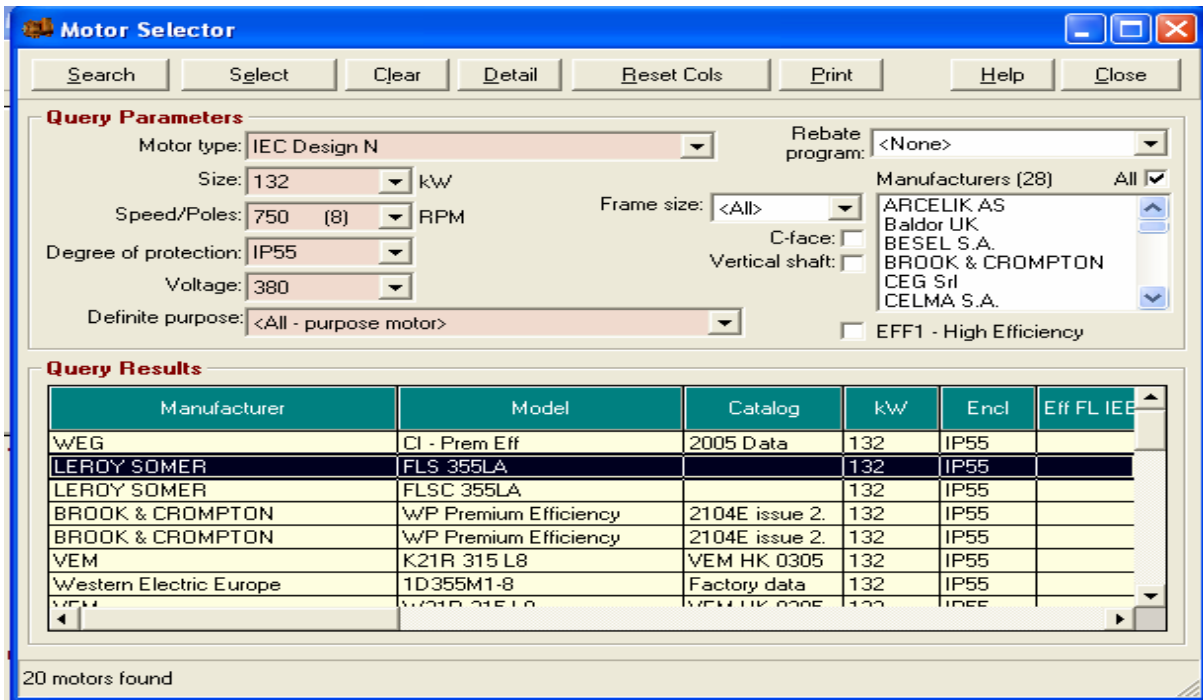 Motor Selector
Search Select Clear Detail Reset Cols Print Help Close
Query Parameters
Motor type: IEC Design N
Rebate program: <None>
Size: 132 kW
Manufacturers (28) All
Speed/Poles: 750 (8) RPM
Frame size: <All>
ARCELIK AS
Baldor UK
BESEL S.A.
BROOK & CROMPTON
CEG Srl
CELMA S.A.
C-face:
Degree of protection: IP55
Vertical shaft:
Voltage: 380
Definite purpose: <All - purpose motor>
EFF1 - High Efficiency
Query Results
Manufacturer Model Catalog kW Encl Eff FL IEE
WEG CI - Prem Eff 2005 Data 132 IP55
LEROY SOMER FLS 355LA 132 IP55
LEROY SOMER FLSC 355LA 132 IP55
BROOK & CROMPTON WP Premium Efficiency 2104E issue 2. 132 IP55
BROOK & CROMPTON WP Premium Efficiency 2104E issue 2. 132 IP55
VEM K21R 315 L8 VEM HK 0305 132 IP55
Western Electric Europe 1D355M1-8 Factory data 132 IP55
20 motors found